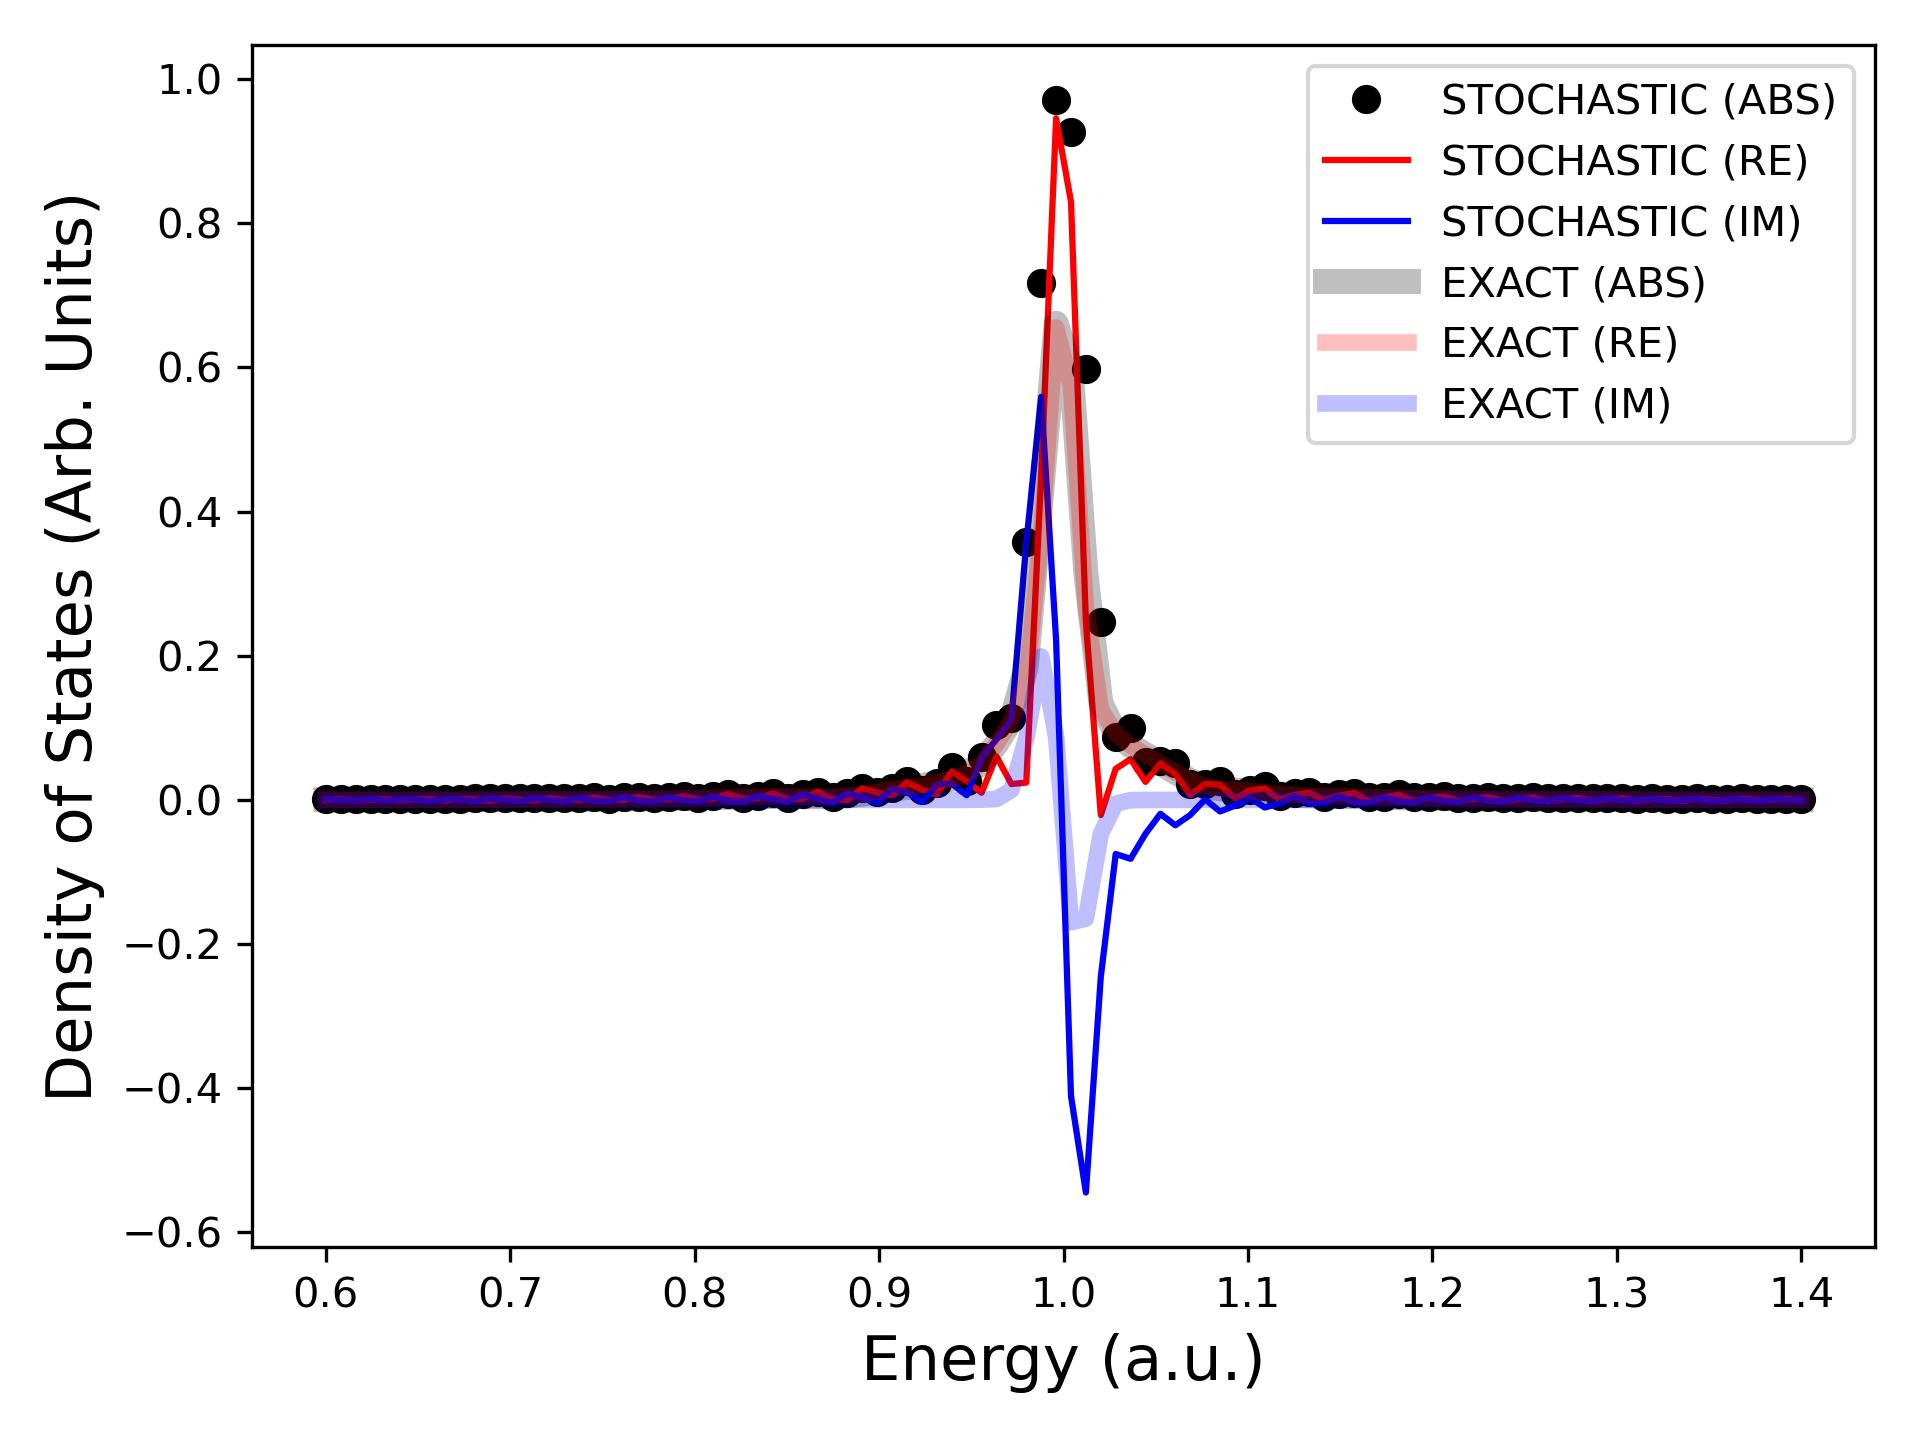 Density of States (Arb. Units)
1.0
0.8
0.6
0.4
0.2
0.0
−0.2
−0.4
−0.6
STOCHASTIC (ABS)
STOCHASTIC (RE)
STOCHASTIC (IM)
EXACT (ABS)
EXACT (RE)
EXACT (IM)
0.6 0.7 0.8 0.9 1.0 1.1 1.2 1.3 1.4
Energy (a.u.)